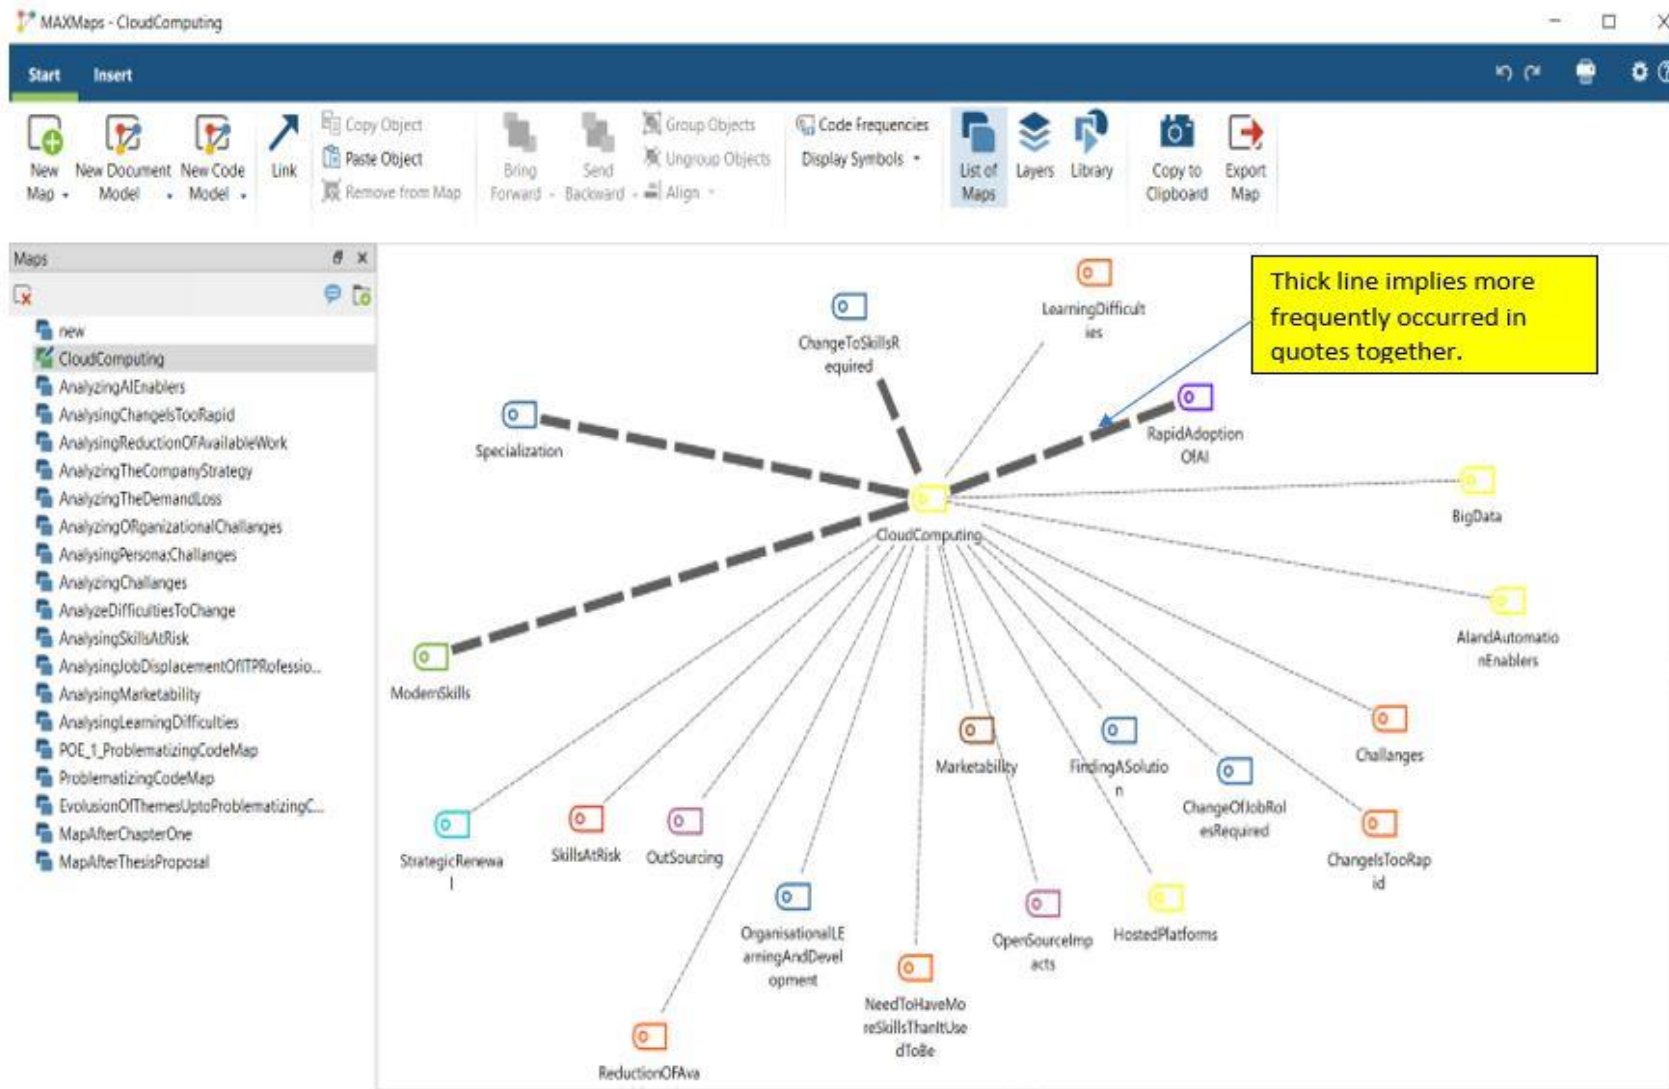 MAXMaps - CloudComputing
Start Insert
New Map
New Document Model
New Code Model
Link
Copy Object
Paste Object
Remove from Map
Bring Forward
Send Backward
Group Objects
Ungroup Objects
Align
Code Frequencies
Display Symbols
List of Maps
Layers
Library
Copy to Clipboard
Export Map
Maps
new
CloudComputing
AnalyzingAIEnablers
AnalysingChangeIsTooRapid
AnalysingReductionOFAvailableWork
AnalyzingTheCompanyStrategy
AnalyzingTheDemandLoss
AnalyzingORganizationalChallanges
AnalysingPersona;Challanges
AnalyzingChallanges
AnalyzeDifficultiesToChange
AnalysingSkillsAtRisk
AnalysingJobDisplacementOfITPRofessio...
AnalysingMarketability
AnalysingLearningDifficulties
POE_1_ProblematizingCodeMap
ProblematizingCodeMap
EvolusionOfThemesUptoProblematizingC...
MapAfterChapterOne
MapAfterThesisProposal
LearningDifficult
ies
Thick line implies more
frequently occurred in
quotes together.
ChangeToSkillsR
equired
Specialization
RapidAdoption
OfAI
BigData
CloudComputing
AIandAutomatio
nEnablers
ModernSkills
Marketability
FindingASolutio
n
Challanges
ChangeOfJobRol
esRequired
StrategicRenewa
l
SkillsAtRisk
OutSourcing
ChangeIsTooRap
id
OrganisationalLE
arningAndDevel
opment
OpenSourceImp
acts
HostedPlatforms
NeedToHaveMo
reSkillsThanItUse
dToBe
ReductionOFAva